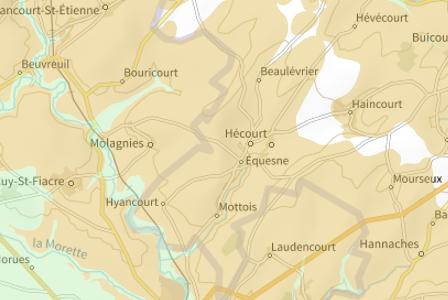 ancourt-St-Étienne
Hévécourt
Buicou
Beuvreuil
Bouricourt
Beaulévrier
Haincourt
Hécourt
Molagnies
Équesne
uy-St-Fiacre
Mourseux
Hyancourt
Mottois
Ba
la Morette
Laudencourt
Hannaches
orues